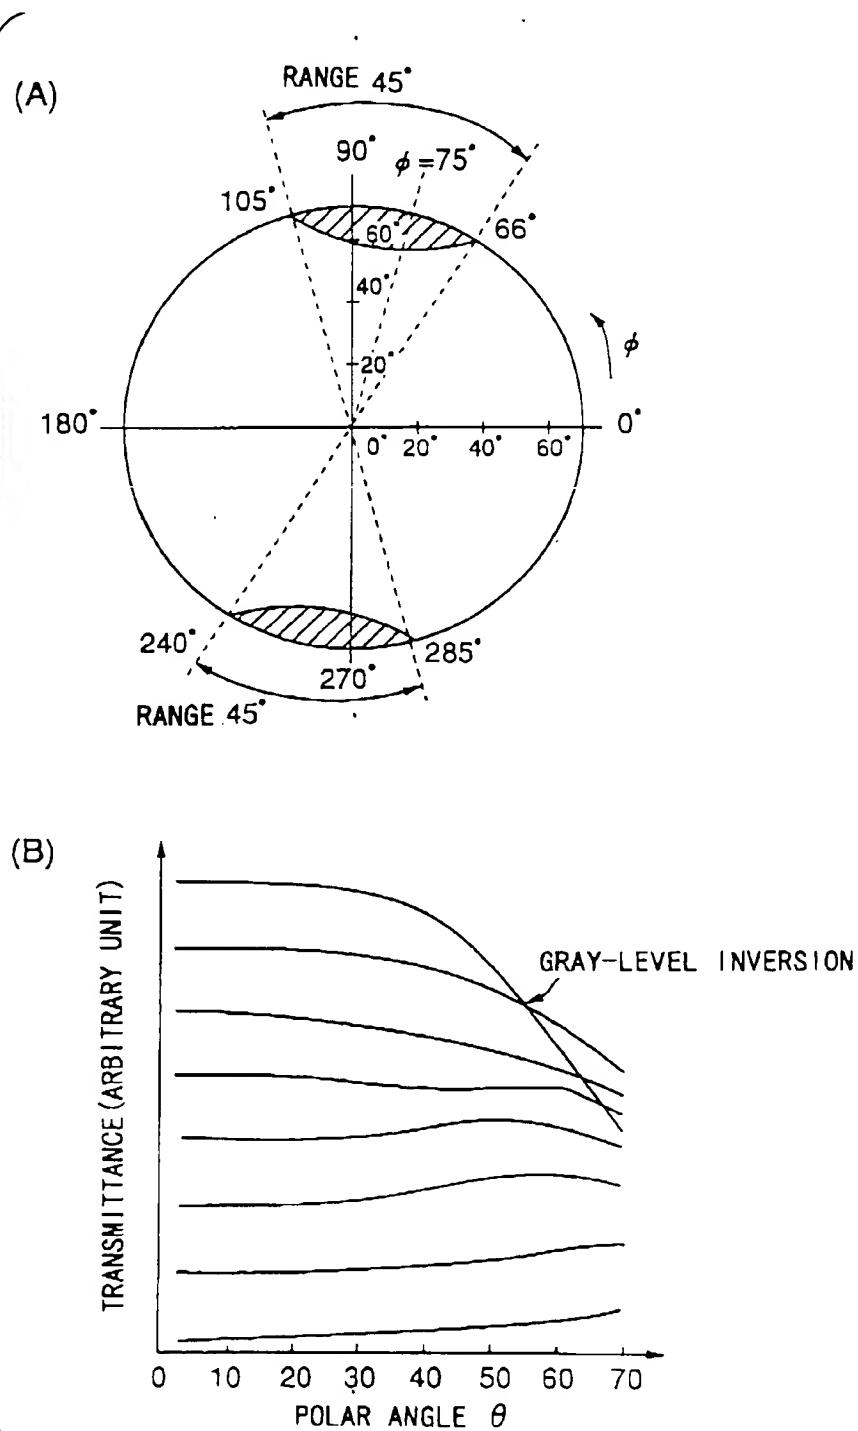 (A)
RANGE 45°
90°
ϕ=75°
105°
66°
60°
40°
20°
ϕ
180°
0° 20° 40° 60°
0°
240°
285°
270°
RANGE 45°
(B)
TRANSMITTANCE (ARBITRARY UNIT)
GRAY-LEVEL INVERSION
0 10 20 30 40 50 60 70
POLAR ANGLE θ